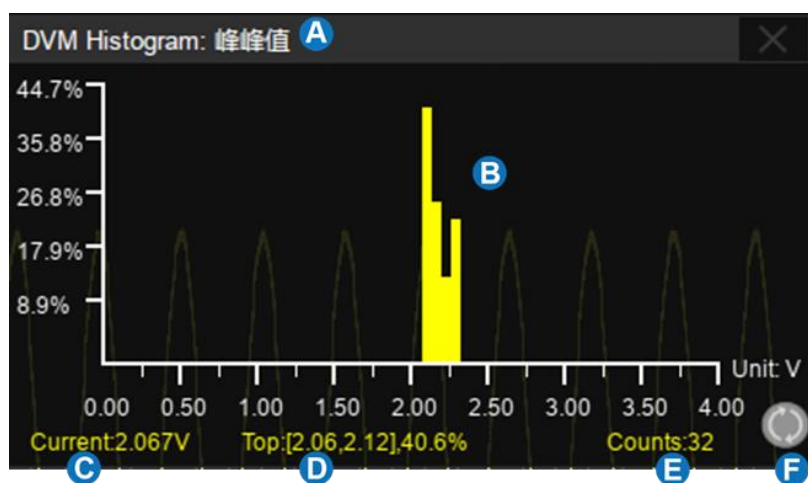 DVM Histogram: 峰峰值 A
44.7%
35.8%
B
26.8%
17.9%
8.9%
Unit: V
0.00 0.50 1.00 1.50 2.00 2.50 3.00 3.50 4.00
Current:2.067V Top:[2.06,2.12],40.6% Counts:32
C D E F